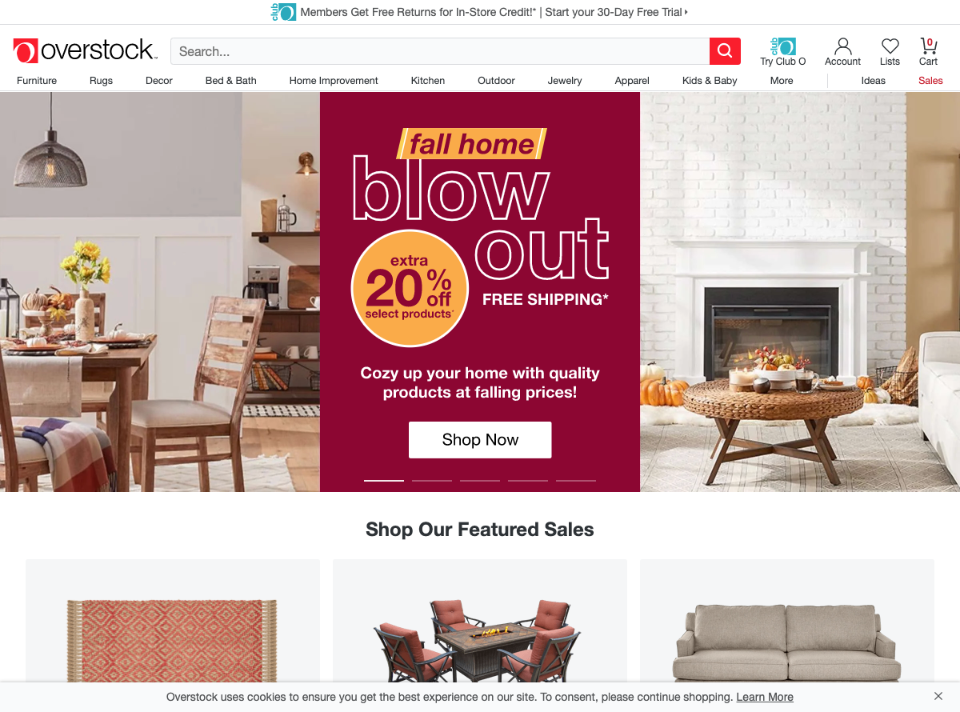 club O Members Get Free Returns for In-Store Credit!* | Start your 30-Day Free Trial
overstock™
Search...
club O
Try Club O
Account
Lists
0
Cart
Furniture Rugs Decor Bed & Bath Home Improvement Kitchen Outdoor Jewelry Apparel Kids & Baby More Ideas Sales
fall home
blow
out
extra
20% off
select products*
FREE SHIPPING*
Cozy up your home with quality
products at falling prices!
Shop Now
Shop Our Featured Sales
Overstock uses cookies to ensure you get the best experience on our site. To consent, please continue shopping. Learn More